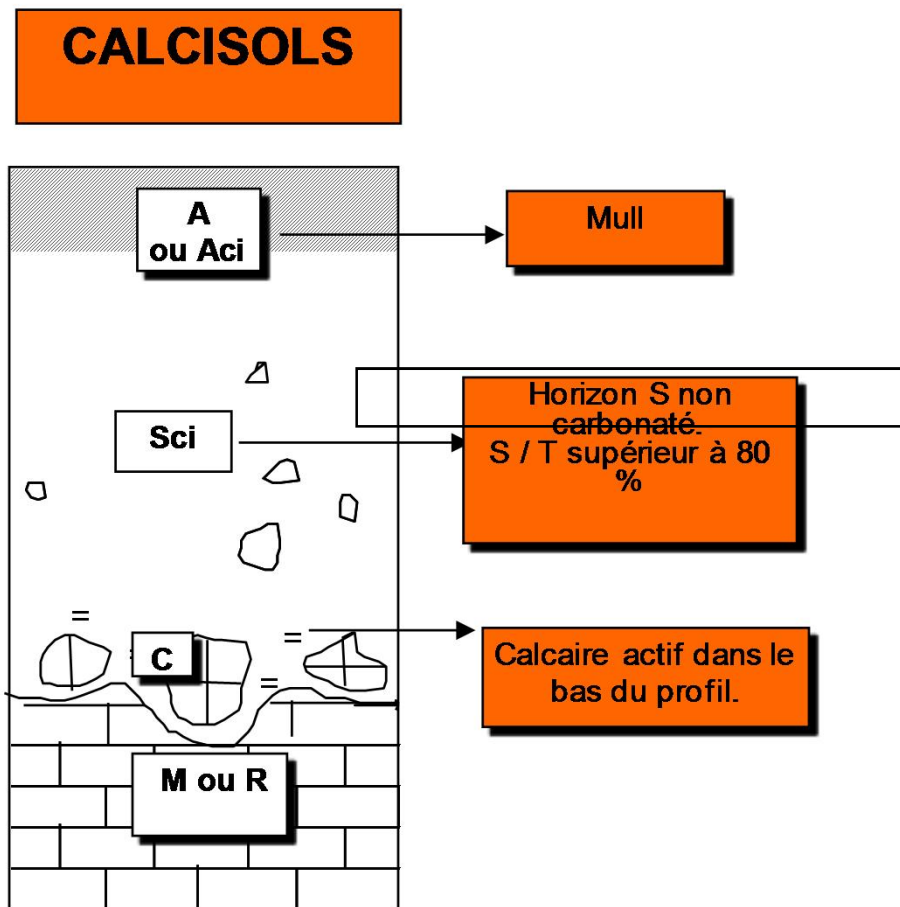 CALCISOLS
A
ou Aci
Mull
Horizon S non
carbonaté.
S / T supérieur à 80
%
Sci
=
=
C
=
Calcaire actif dans le
bas du profil.
M ou R